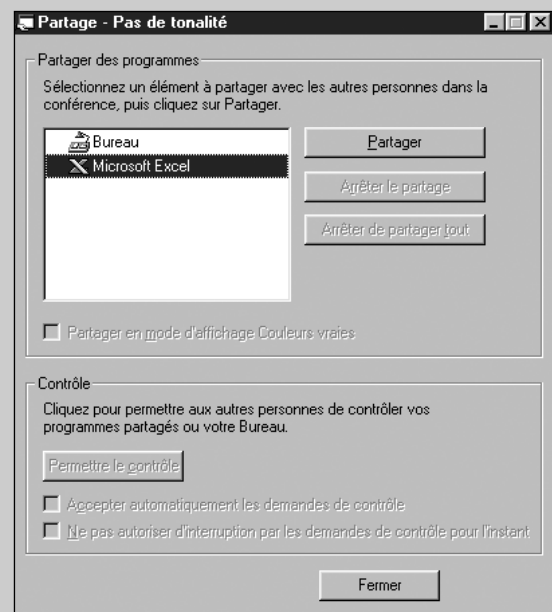 Partage - Pas de tonalité
Partager des programmes
Sélectionnez un élément à partager avec les autres personnes dans la
conférence, puis cliquez sur Partager.
Bureau
Microsoft Excel
Partager
Arrêter le partage
Arrêter de partager tout
Partager en mode d'affichage Couleurs vraies
Contrôle
Cliquez pour permettre aux autres personnes de contrôler vos
programmes partagés ou votre Bureau.
Permettre le contrôle
Accepter automatiquement les demandes de contrôle
Ne pas autoriser d'interruption par les demandes de contrôle pour l'instant
Fermer